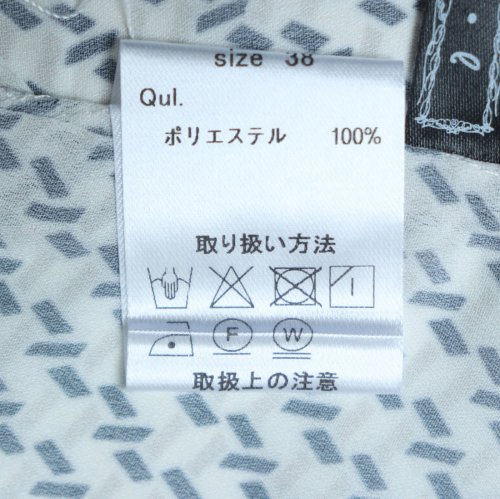 size 38
Qul.
ポリエステル 100%
取り扱い方法
F W
取扱上の注意